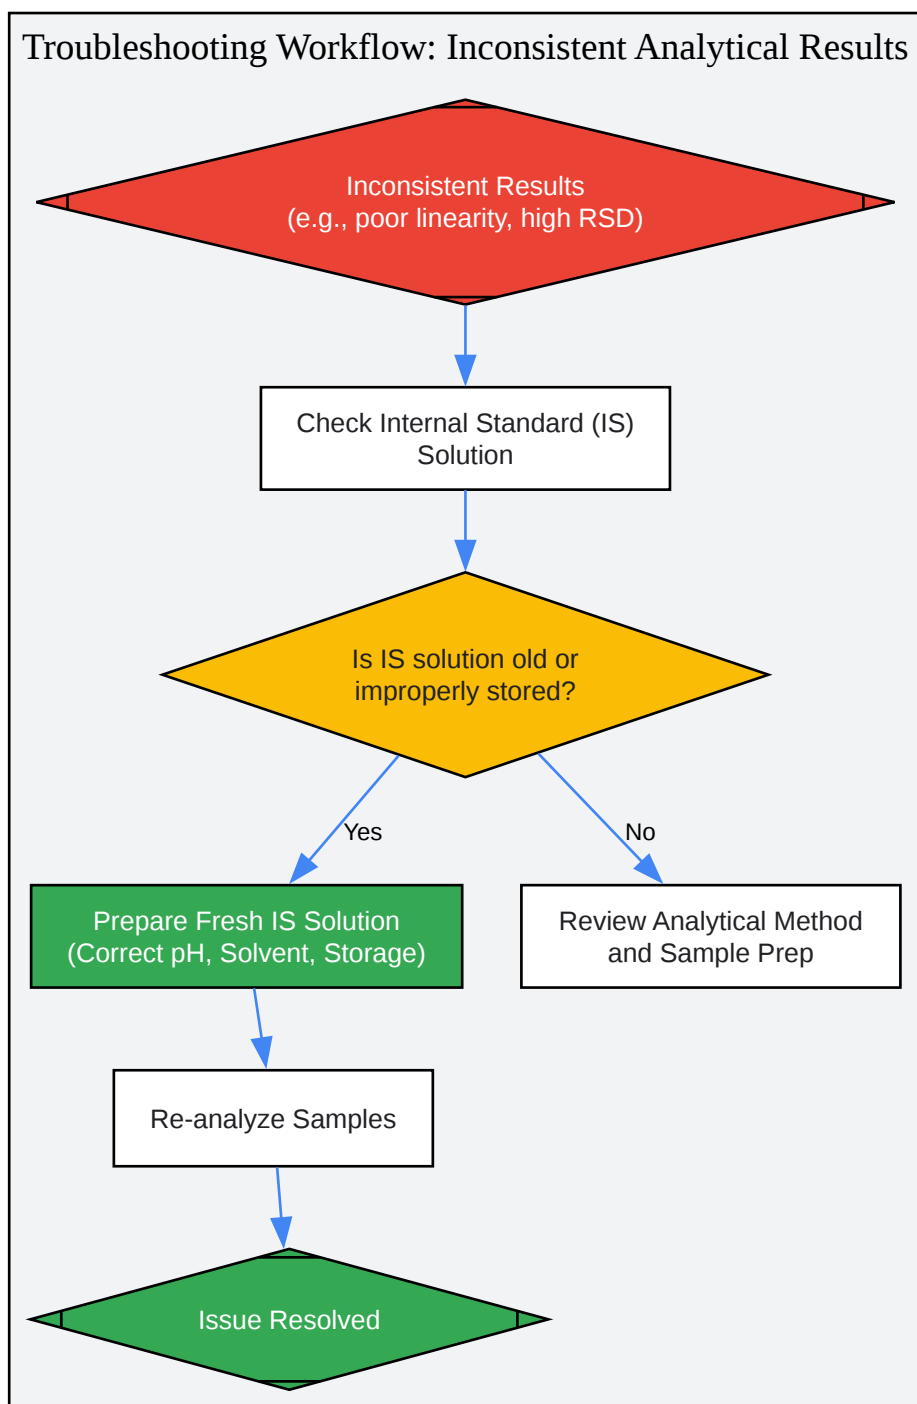 Troubleshooting Workflow: Inconsistent Analytical Results
Inconsistent Results
(e.g., poor linearity, high RSD)
Check Internal Standard (IS)
Solution
Is IS solution old or
improperly stored?
Yes
No
Prepare Fresh IS Solution
(Correct pH, Solvent, Storage)
Review Analytical Method
and Sample Prep
Re-analyze Samples
Issue Resolved